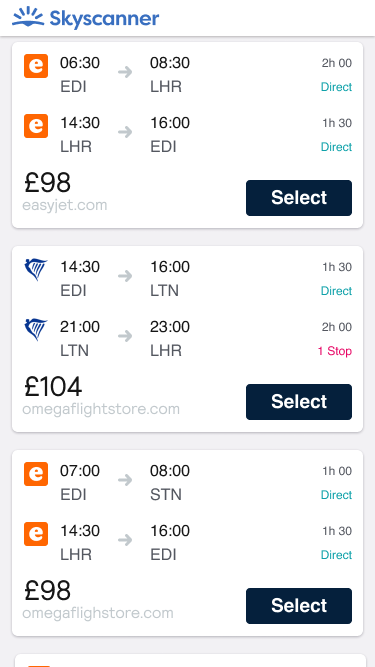 Skyscanner
e 06:30 08:30 2h 00
EDI LHR Direct
e 14:30 16:00 1h 30
LHR EDI Direct
£98
easyjet.com
Select
14:30 16:00 1h 30
EDI LTN Direct
21:00 23:00 2h 00
LTN LHR 1 Stop
£104
omegaflightstore.com
Select
e 07:00 08:00 1h 00
EDI STN Direct
e 14:30 16:00 1h 30
LHR EDI Direct
£98
omegaflighstore.com
Select